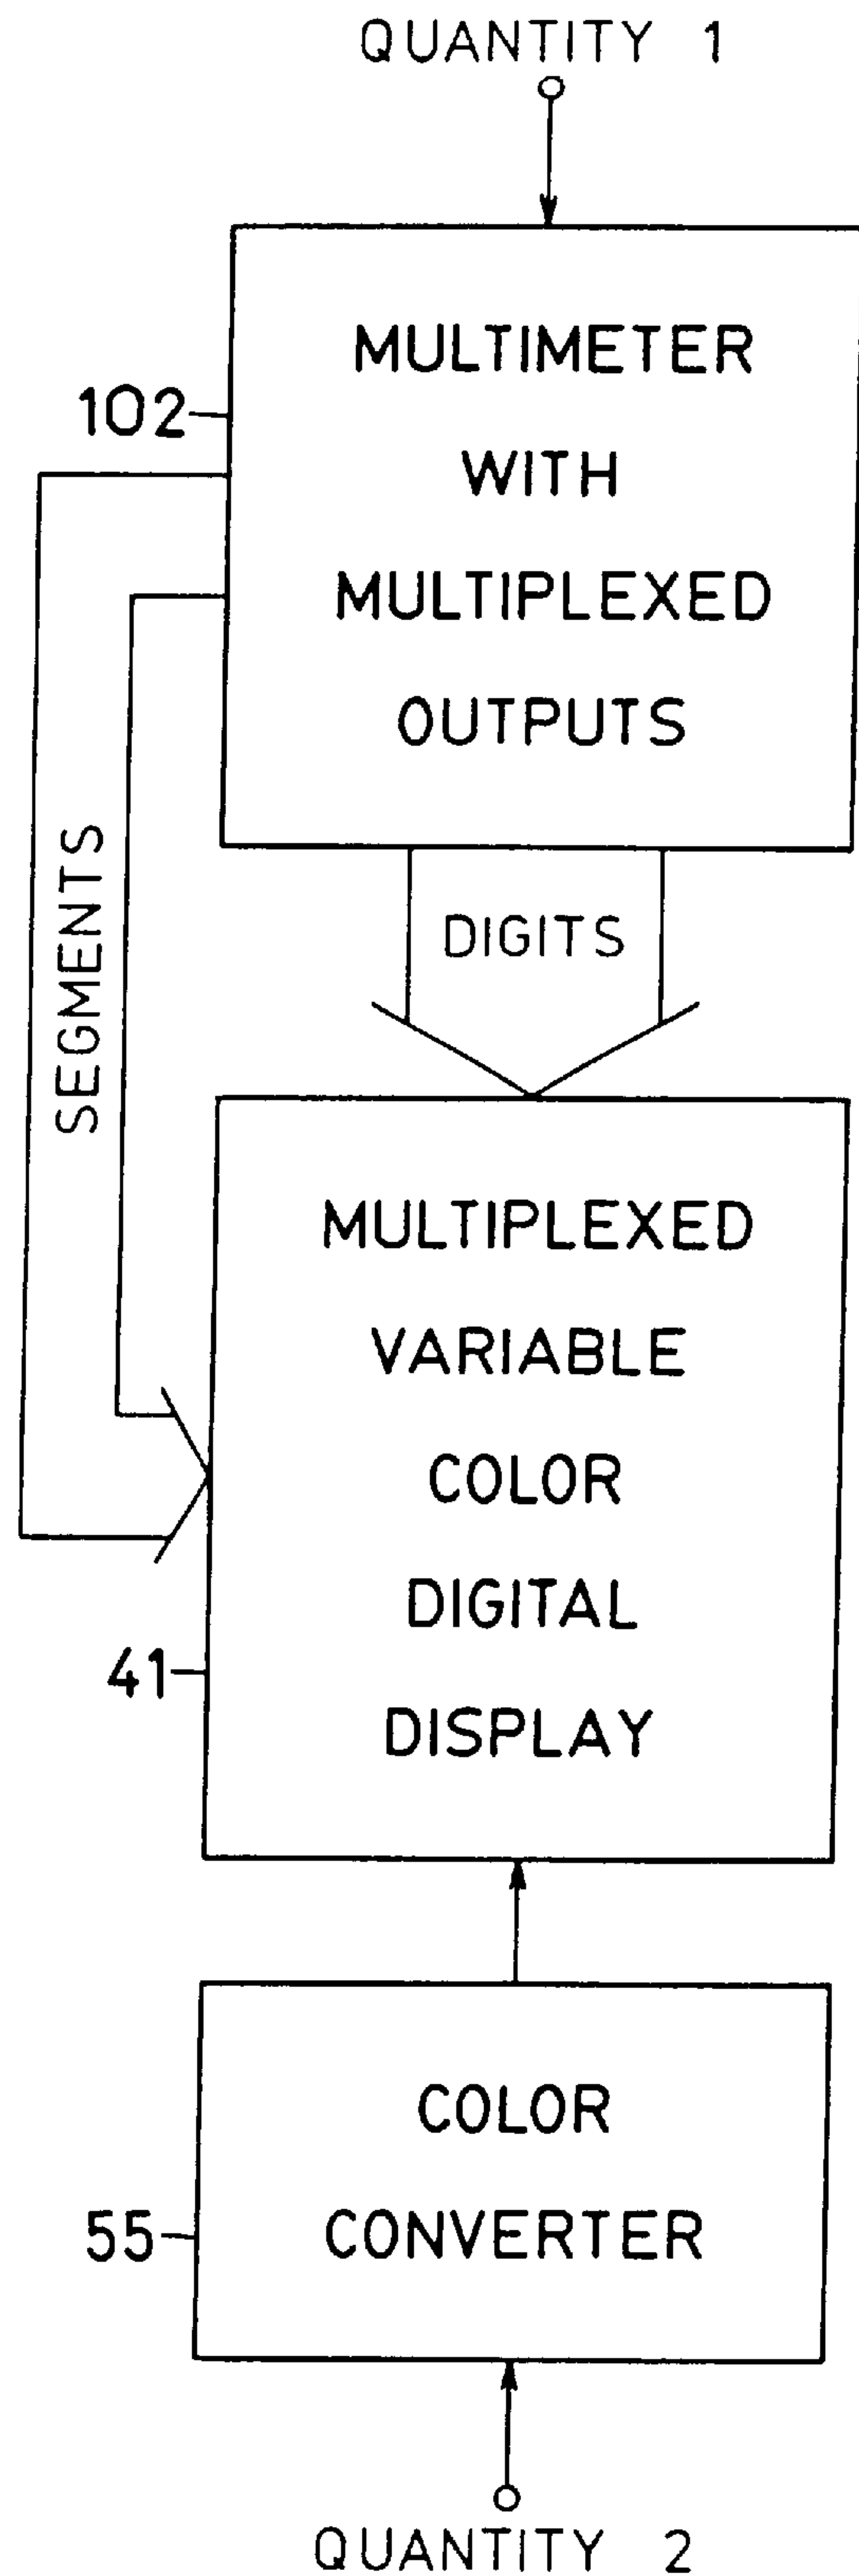 QUANTITY 1
102
MULTIMETER
WITH
MULTIPLEXED
OUTPUTS
SEGMENTS
DIGITS
MULTIPLEXED
VARIABLE
COLOR
DIGITAL
DISPLAY
41
COLOR
CONVERTER
55
QUANTITY 2